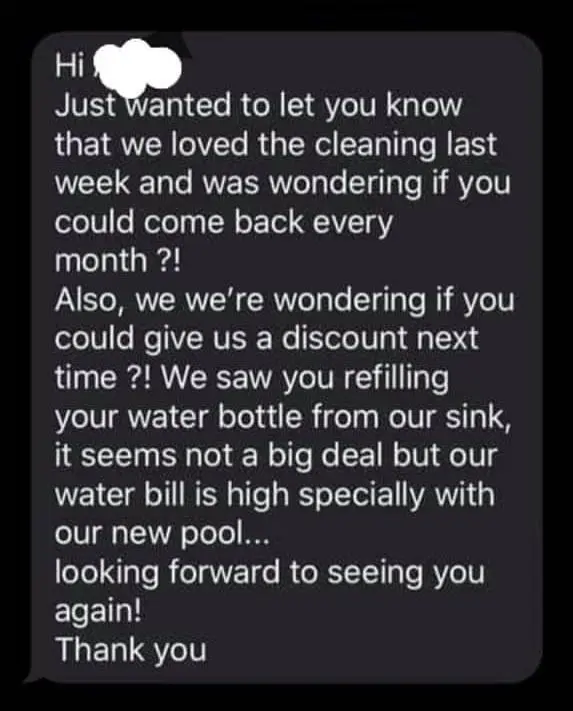 Hi
Just wanted to let you know
that we loved the cleaning last
week and was wondering if you
could come back every
month ?!
Also, we we're wondering if you
could give us a discount next
time ?! We saw you refilling
your water bottle from our sink,
it seems not a big deal but our
water bill is high specially with
our new pool...
looking forward to seeing you
again!
Thank you